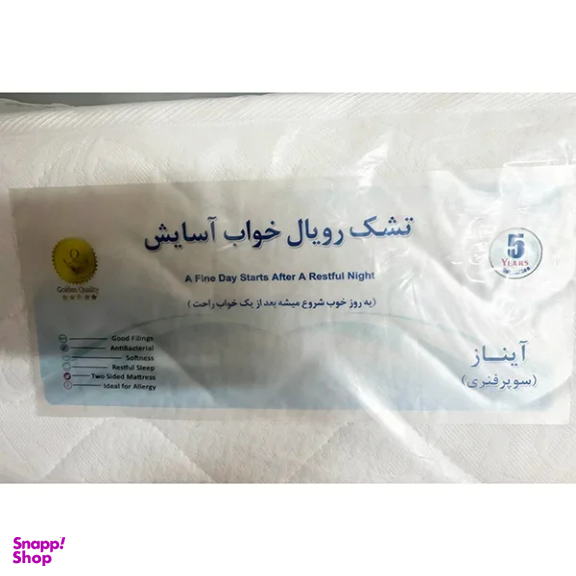 تشک رویال خواب آسایش
5
YEARS
A Fine Day Starts After A Restful Night
(یه روز خوب شروع میشه بعد از یک خواب راحت)
Golden Quality
Good Fillings
AntiBacterial
Softness
Restful Sleep
Two Sided Mattress
Ideal for Allergy
آیناز
(سوپرفنری)
Snapp!
Shop